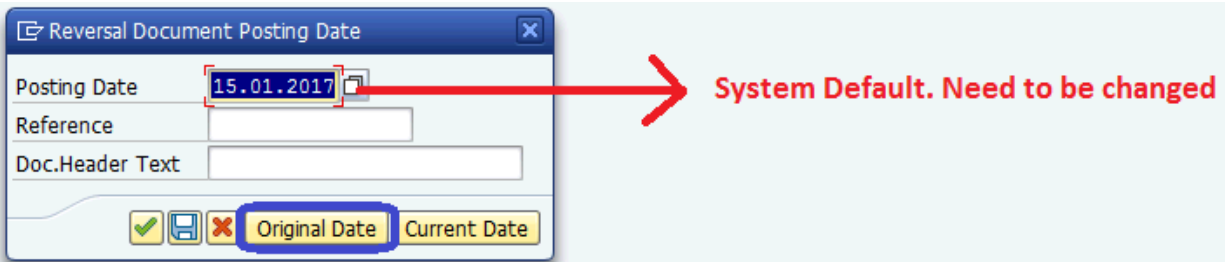 Reversal Document Posting Date
Posting Date 15.01.2017
System Default. Need to be changed
Reference
Doc.Header Text
Original Date Current Date